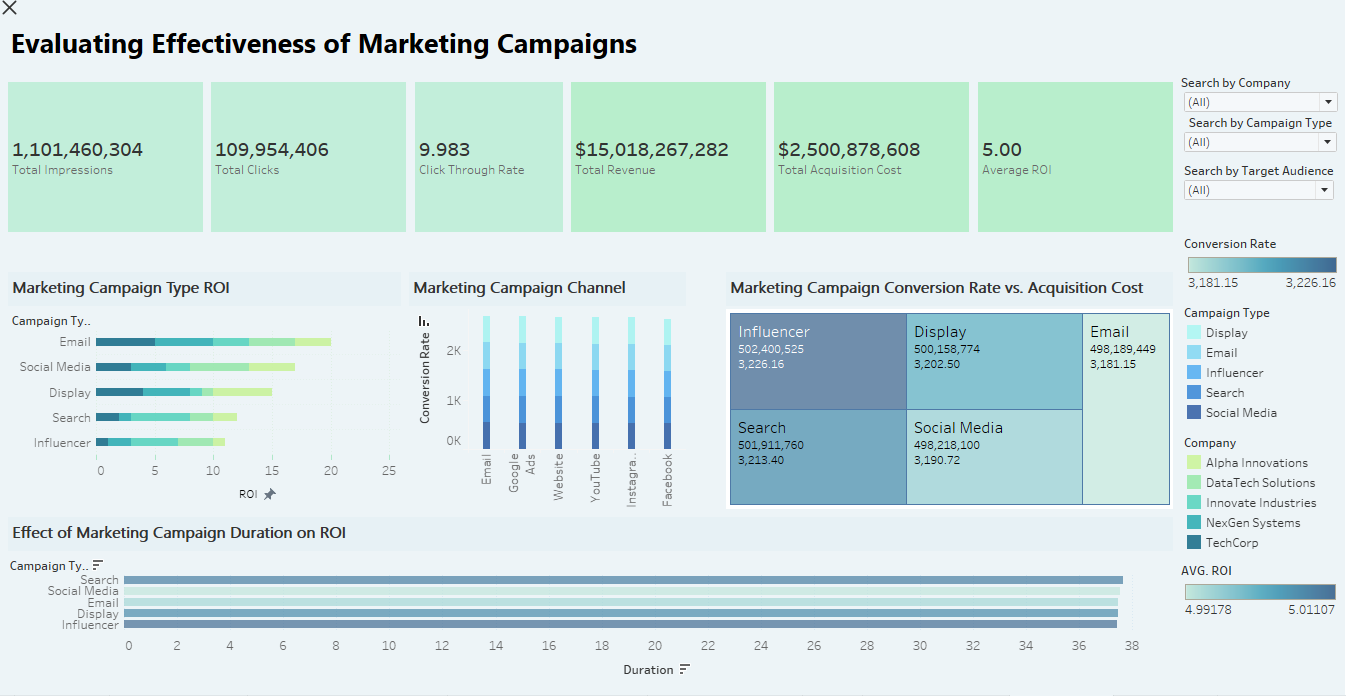 Evaluating Effectiveness of Marketing Campaigns
1,101,460,304
Total Impressions
109,954,406
Total Clicks
9.983
Click Through Rate
$15,018,267,282
Total Revenue
$2,500,878,608
Total Acquisition Cost
5.00
Average ROI
Search by Company
(All)
Search by Campaign Type
(All)
Search by Target Audience
(All)
Conversion Rate
3,181.15 3,226.16
Campaign Type
Display
Email
Influencer
Search
Social Media
Company
Alpha Innovations
DataTech Solutions
Innovate Industries
NexGen Systems
TechCorp
AVG. ROI
4.99178 5.01107
Marketing Campaign Type ROI
Campaign Ty..
Email
Social Media
Display
Search
Influencer
0 5 10 15 20 25
ROI
Marketing Campaign Channel
Conversion Rate
2K
1K
0K
Email
Google
Ads
Website
YouTube
Instagra..
Facebook
Marketing Campaign Conversion Rate vs. Acquisition Cost
Influencer
502,400,525
3,226.16
Display
500,158,774
3,202.50
Email
498,189,449
3,181.15
Search
501,911,760
3,213.40
Social Media
498,218,100
3,190.72
Effect of Marketing Campaign Duration on ROI
Campaign Ty..
Search
Social Media
Email
Display
Influencer
0 2 4 6 8 10 12 14 16 18 20 22 24 26 28 30 32 34 36 38
Duration